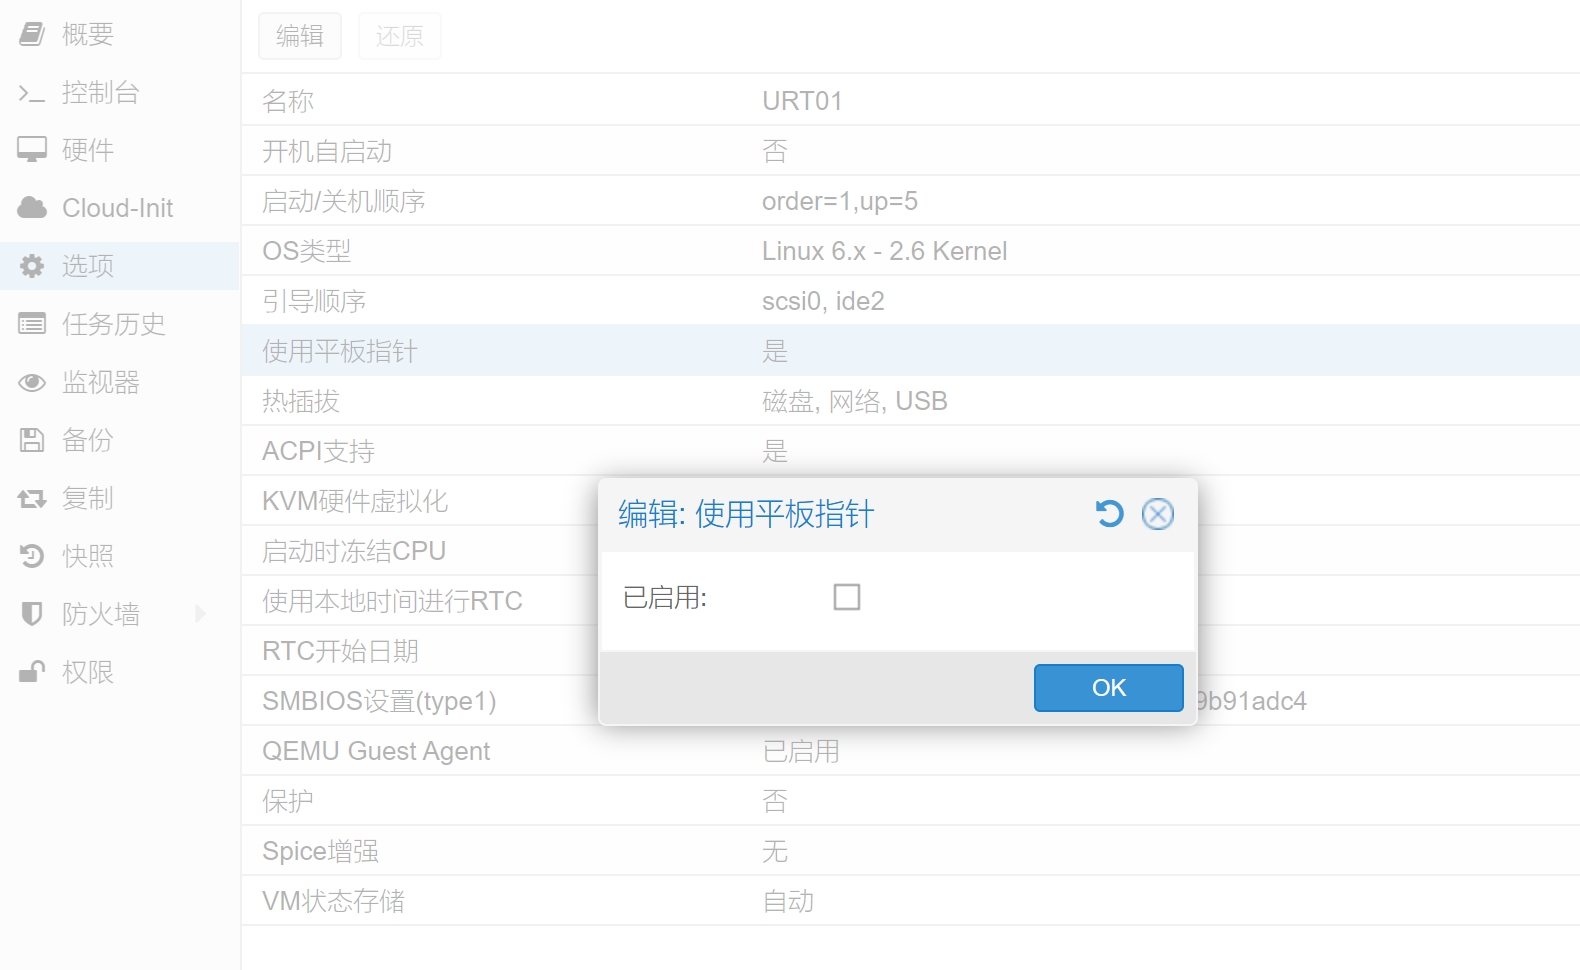 概要
控制台
硬件
Cloud-Init
选项
任务历史
监视器
备份
复制
快照
防火墙
权限
编辑 还原
名称 URT01
开机自启动 否
启动/关机顺序 order=1,up=5
OS类型 Linux 6.x - 2.6 Kernel
引导顺序 scsi0, ide2
使用平板指针 是
热插拔 磁盘, 网络, USB
ACPI支持 是
KVM硬件虚拟化
启动时冻结CPU
使用本地时间进行RTC
RTC开始日期
SMBIOS设置(type1) 9b91adc4
QEMU Guest Agent 已启用
保护 否
Spice增强 无
VM状态存储 自动
编辑: 使用平板指针
已启用:
OK